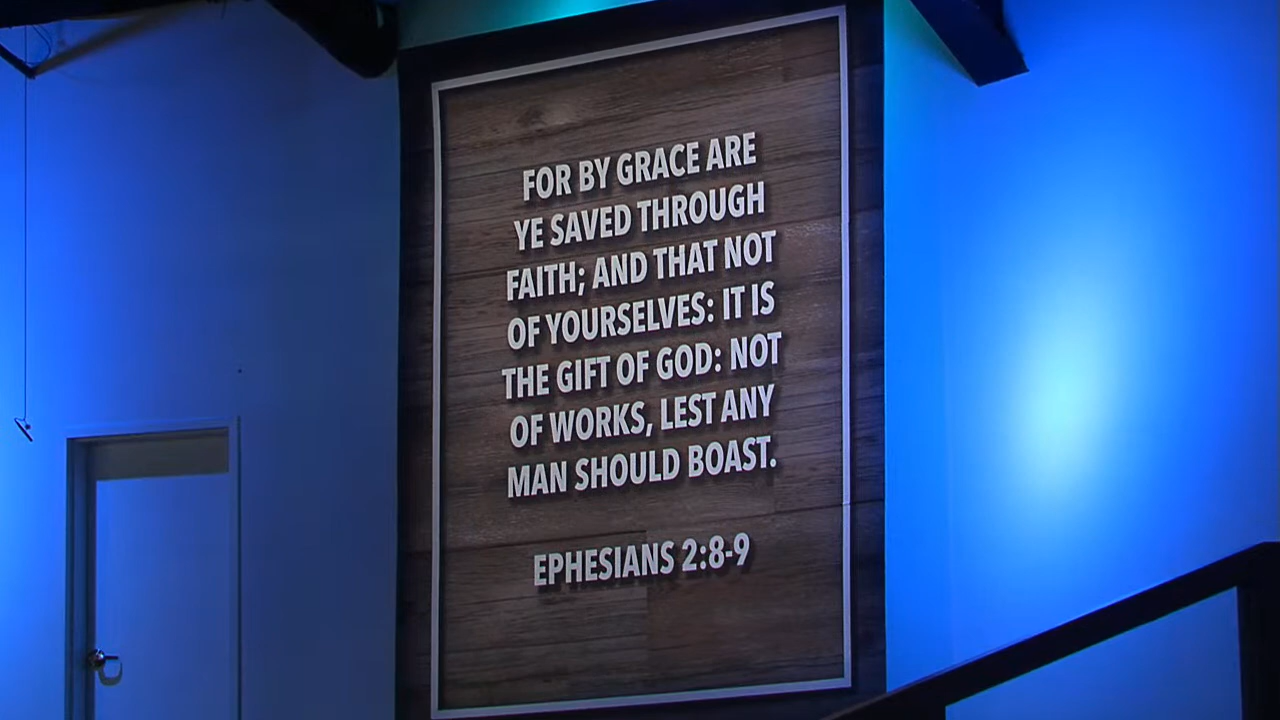 FOR BY GRACE ARE
YE SAVED THROUGH
FAITH; AND THAT NOT
OF YOURSELVES: IT IS
THE GIFT OF GOD: NOT
OF WORKS, LEST ANY
MAN SHOULD BOAST.
EPHESIANS 2:8-9